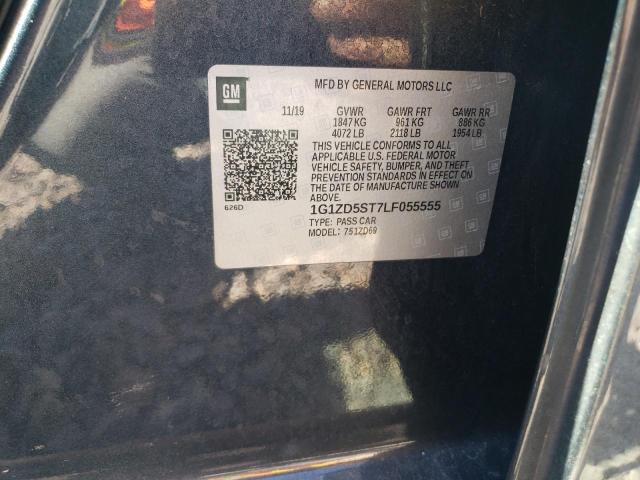 GM
MFD BY GENERAL MOTORS LLC
11/19 GVWR GAWR FRT GAWR RR
1847 KG 961 KG 886 KG
4072 LB 2118 LB 1954 LB
THIS VEHICLE CONFORMS TO ALL
APPLICABLE U.S. FEDERAL MOTOR
VEHICLE SAFETY, BUMPER, AND THEFT
PREVENTION STANDARDS IN EFFECT ON
THE DATE OF MANUFACTURE SHOWN
ABOVE.
626D
1G1ZD5ST7LF055555
TYPE: PASS CAR
MODEL: 751ZD69